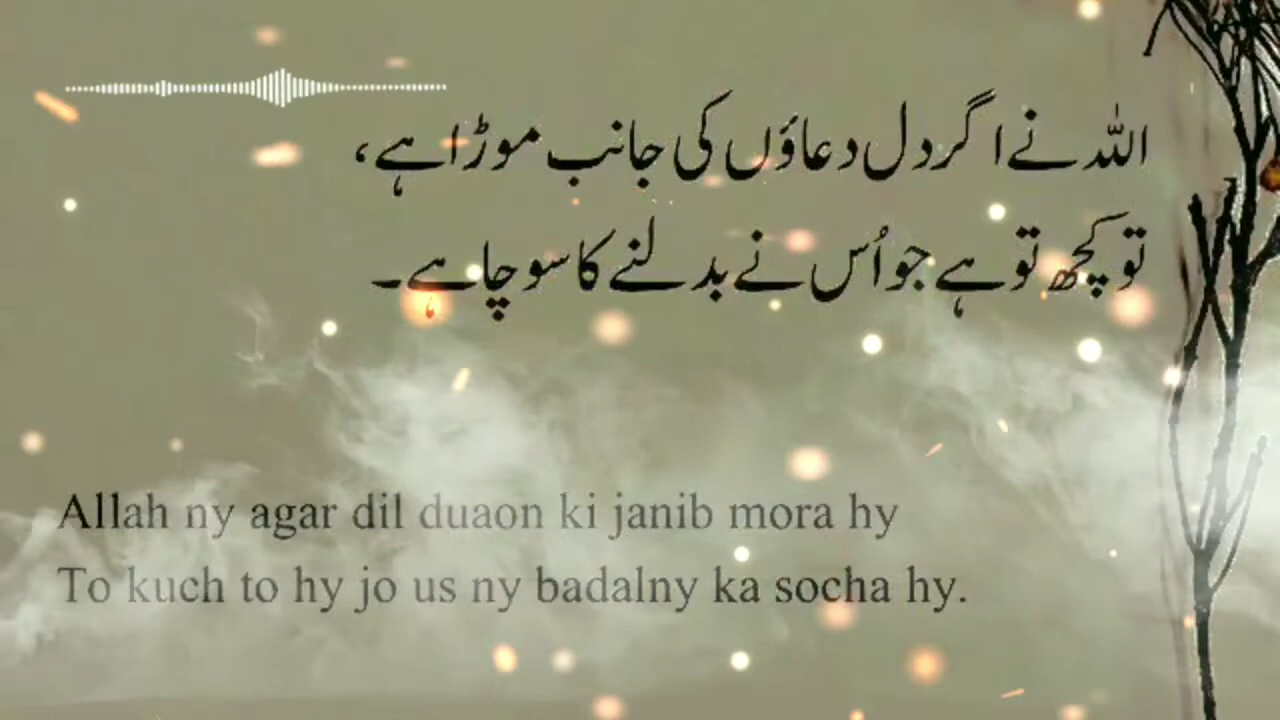 اللہ نے اگر دل دعاؤں کی جانب موڑا ہے،
تو کچھ تو ہے جو اُس نے بدلنے کا سوچا ہے۔
Allah ny agar dil duaon ki janib mora hy
To kuch to hy jo us ny badalny ka socha hy.